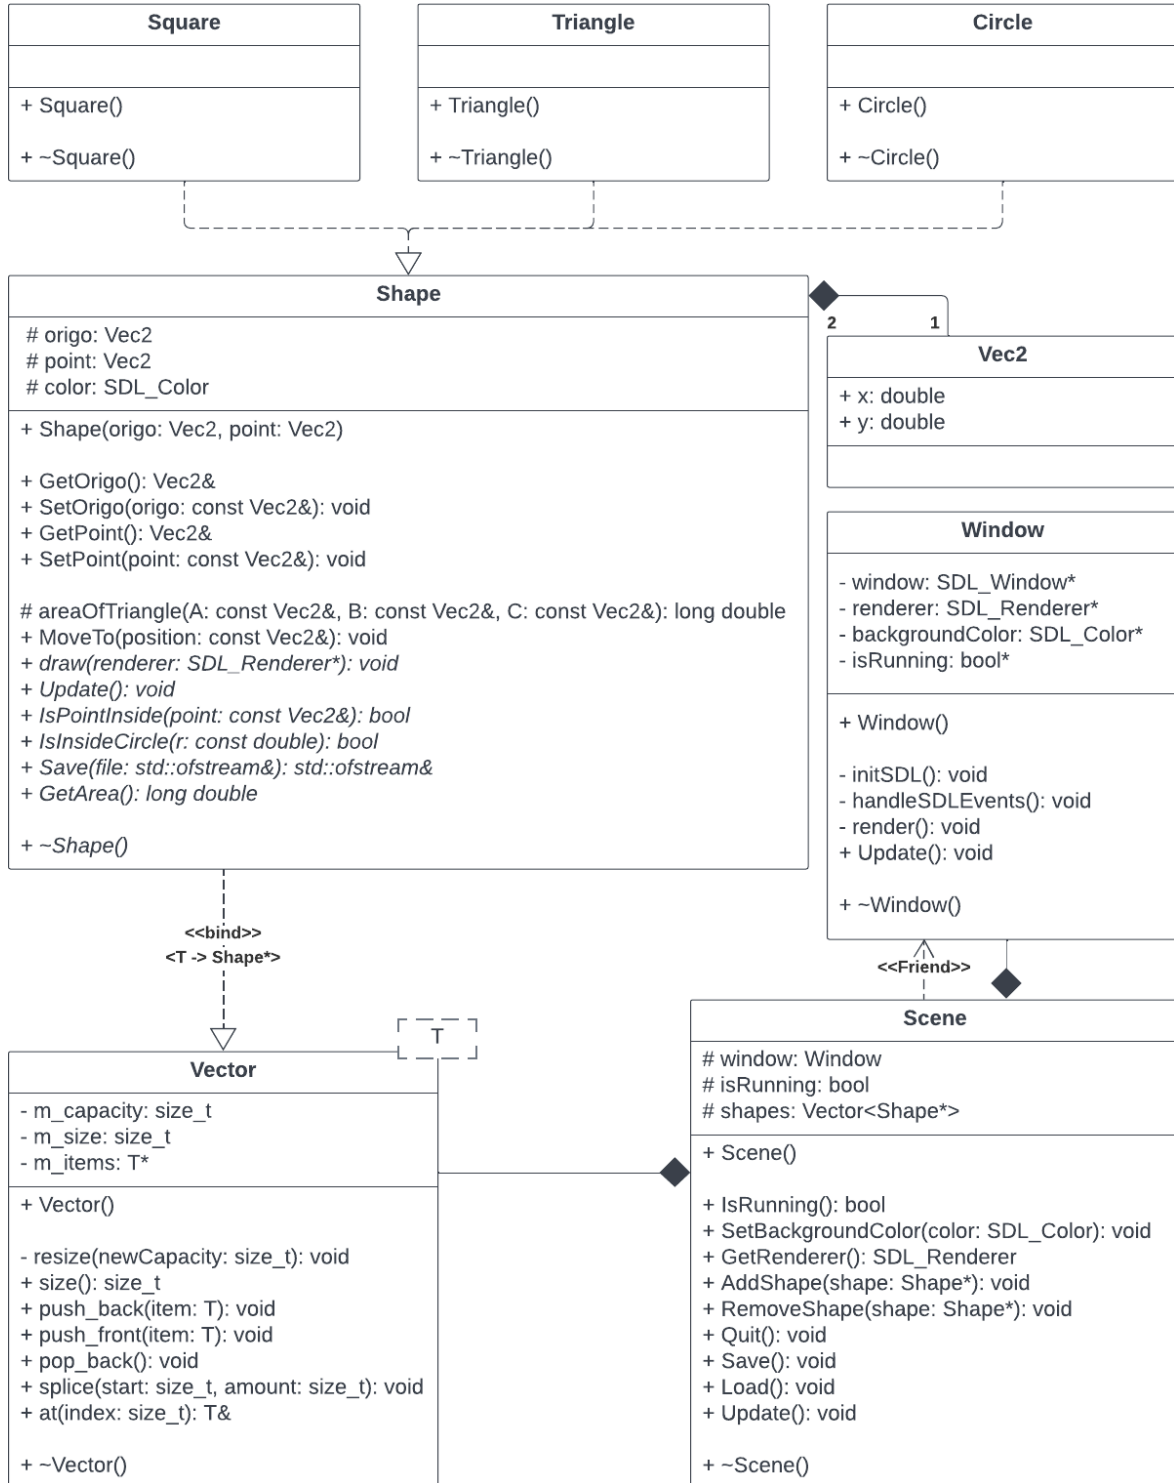 Square
+ Square()
+ ~Square()
Triangle
+ Triangle()
+ ~Triangle()
Circle
+ Circle()
+ ~Circle()
Shape
# origo: Vec2
# point: Vec2
# color: SDL_Color
+ Shape(origo: Vec2, point: Vec2)
+ GetOrigo(): Vec2&
+ SetOrigo(origo: const Vec2&): void
+ GetPoint(): Vec2&
+ SetPoint(point: const Vec2&): void
# areaOfTriangle(A: const Vec2&, B: const Vec2&, C: const Vec2&): long double
+ MoveTo(position: const Vec2&): void
+ draw(renderer: SDL_Renderer*): void
+ Update(): void
+ IsPointInside(point: const Vec2&): bool
+ IsInsideCircle(r: const double): bool
+ Save(file: std::ofstream&): std::ofstream&
+ GetArea(): long double
+ ~Shape()
2
1
Vec2
+ x: double
+ y: double
Window
- window: SDL_Window*
- renderer: SDL_Renderer*
- backgroundColor: SDL_Color*
- isRunning: bool*
+ Window()
- initSDL(): void
- handleSDLEvents(): void
- render(): void
+ Update(): void
+ ~Window()
<<bind>>
<T -> Shape*>
<<Friend>>
T
Vector
- m_capacity: size_t
- m_size: size_t
- m_items: T*
+ Vector()
- resize(newCapacity: size_t): void
+ size(): size_t
+ push_back(item: T): void
+ push_front(item: T): void
+ pop_back(): void
+ splice(start: size_t, amount: size_t): void
+ at(index: size_t): T&
+ ~Vector()
Scene
# window: Window
# isRunning: bool
# shapes: Vector<Shape*>
+ Scene()
+ IsRunning(): bool
+ SetBackgroundColor(color: SDL_Color): void
+ GetRenderer(): SDL_Renderer
+ AddShape(shape: Shape*): void
+ RemoveShape(shape: Shape*): void
+ Quit(): void
+ Save(): void
+ Load(): void
+ Update(): void
+ ~Scene()